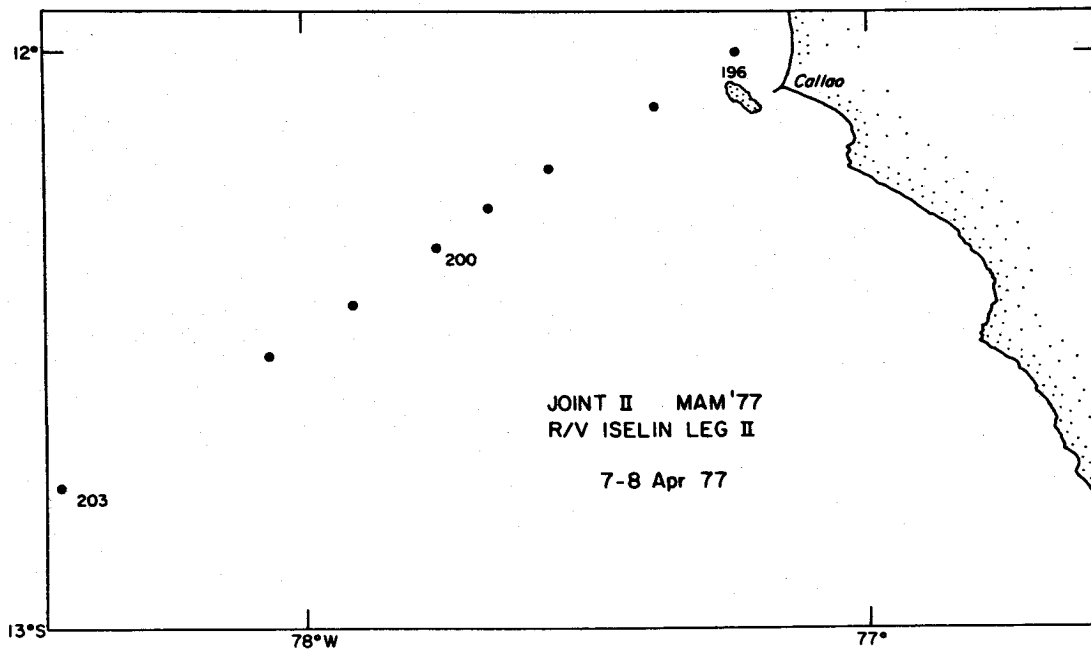 12°
196
Callao
200
JOINT II MAM'77
R/V ISELIN LEG II
7-8 Apr 77
203
13°S
78°W
77°